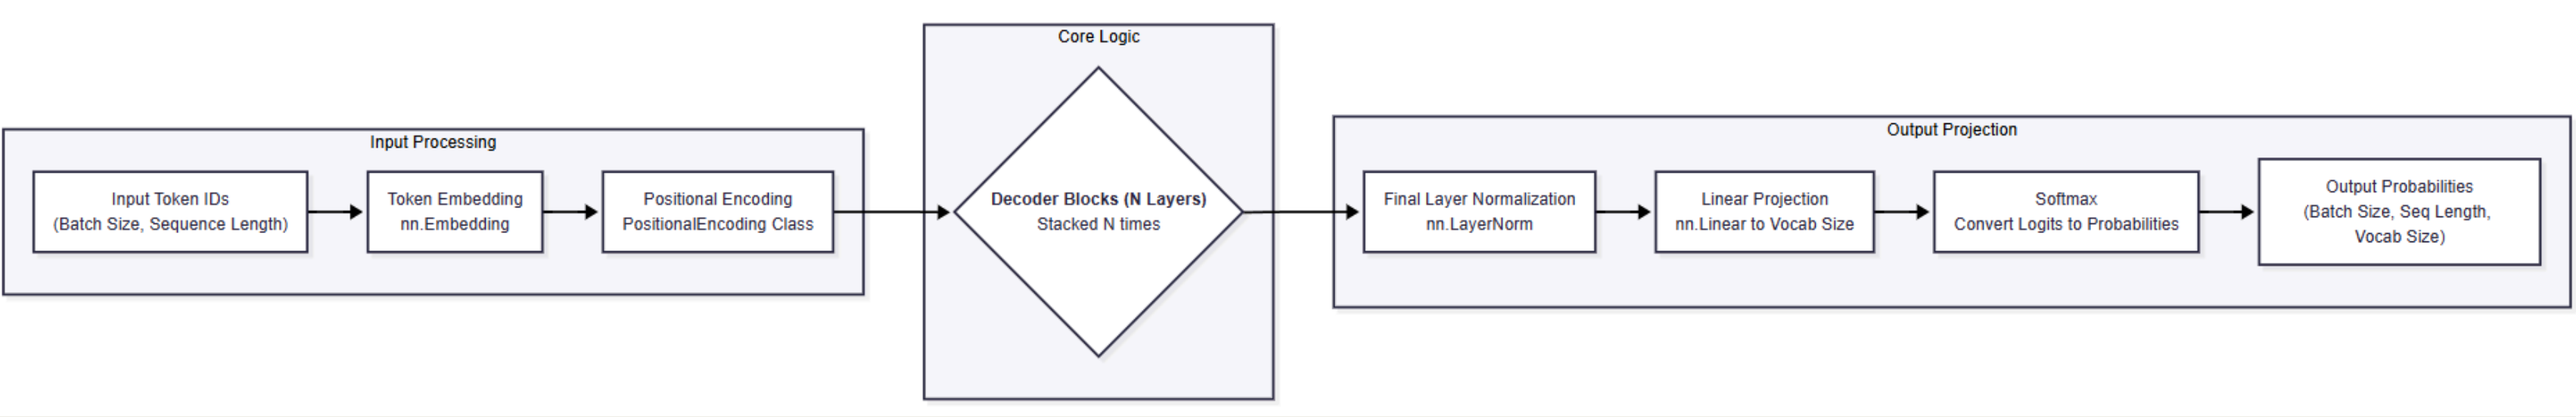 Input Processing
Input Token IDs
(Batch Size, Sequence Length)
Token Embedding
nn.Embedding
Positional Encoding
PositionalEncoding Class
Core Logic
Decoder Blocks (N Layers)
Stacked N times
Output Projection
Final Layer Normalization
nn.LayerNorm
Linear Projection
nn.Linear to Vocab Size
Softmax
Convert Logits to Probabilities
Output Probabilities
(Batch Size, Seq Length,
Vocab Size)